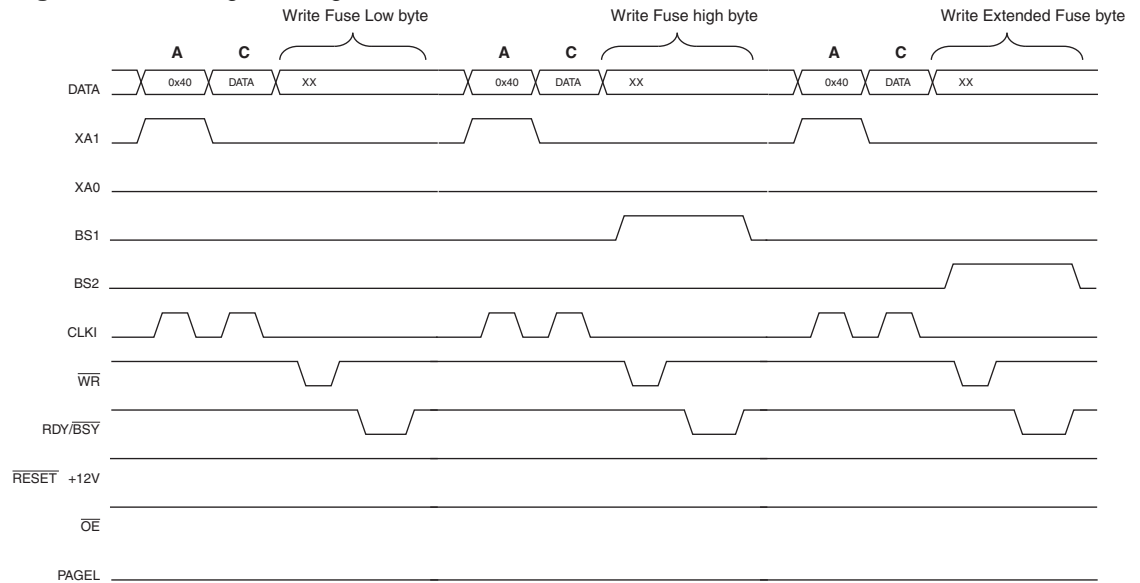 Write Fuse Low byte Write Fuse high byte Write Extended Fuse byte
A C A C A C
DATA 0x40 DATA XX 0x40 DATA XX 0x40 DATA XX
XA1
XA0
BS1
BS2
CLKI
WR
RDY/BSY
RESET +12V
OE
PAGEL